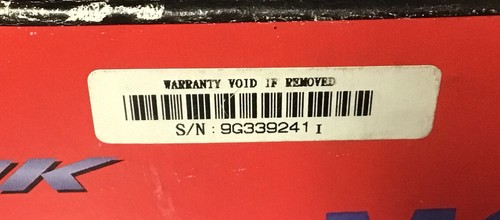 WARRANTY VOID IF REMOVED
S/N : 9G339241 I